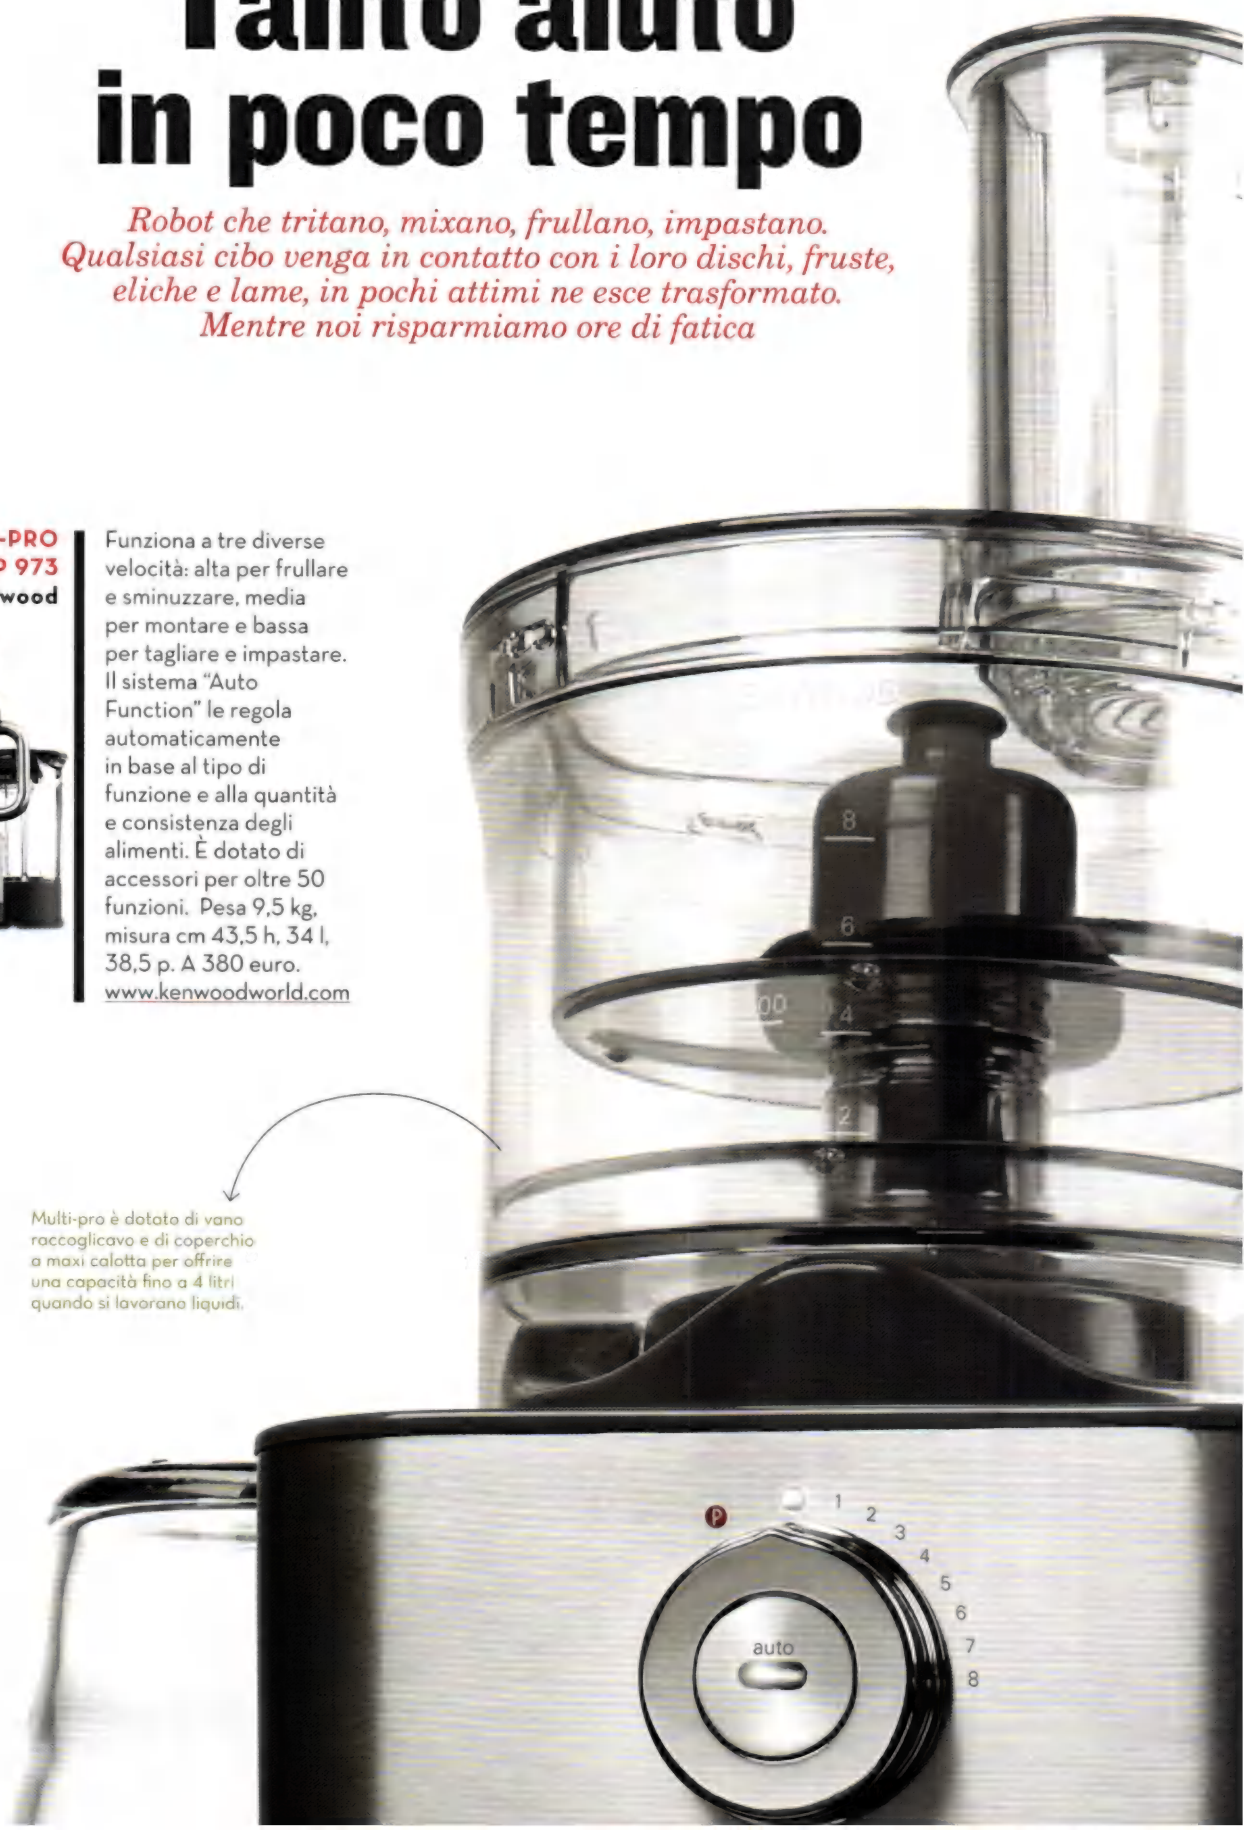 Tanto aiuto
in poco tempo
Robot che tritano, mixano, frullano, impastano.
Qualsiasi cibo venga in contatto con i loro dischi, fruste,
eliche e lame, in pochi attimi ne esce trasformato.
Mentre noi risparmiamo ore di fatica
-PRO
P 973
wood
Funziona a tre diverse
velocità: alta per frullare
e sminuzzare, media
per montare e bassa
per tagliare e impastare.
Il sistema “Auto
Function” le regola
automaticamente
in base al tipo di
funzione e alla quantità
e consistenza degli
alimenti. È dotato di
accessori per oltre 50
funzioni. Pesa 9,5 kg,
misura cm 43,5 h, 34 l,
38,5 p. A 380 euro.
www.kenwoodworld.com
8
6
00 4
2
Multi-pro è dotato di vano
raccoglicavo e di coperchio
a maxi calotta per offrire
una capacità fino a 4 litri
quando si lavorano liquidi.
P
1
2
3
4
5
6
7
8
auto